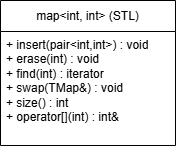 map<int, int> (STL)
+ insert(pair<int,int>) : void
+ erase(int) : void
+ find(int) : iterator
+ swap(TMap&) : void
+ size() : int
+ operator[](int) : int&